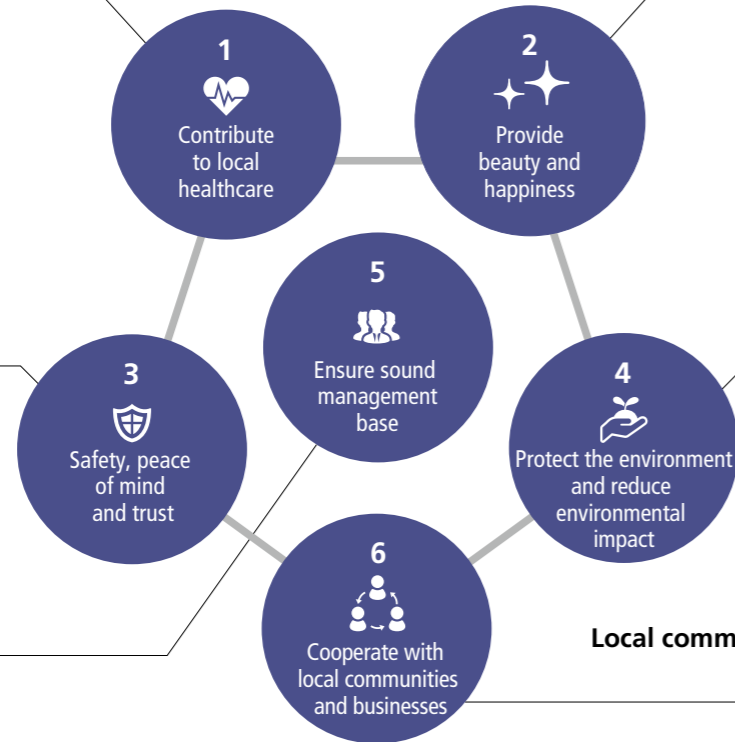 1
Contribute
to local
healthcare
2
Provide
beauty and
happiness
5
Ensure sound
management
base
3
Safety, peace
of mind
and trust
4
Protect the environment
and reduce
environmental
impact
6
Cooperate with
local communities
and businesses
Local comm